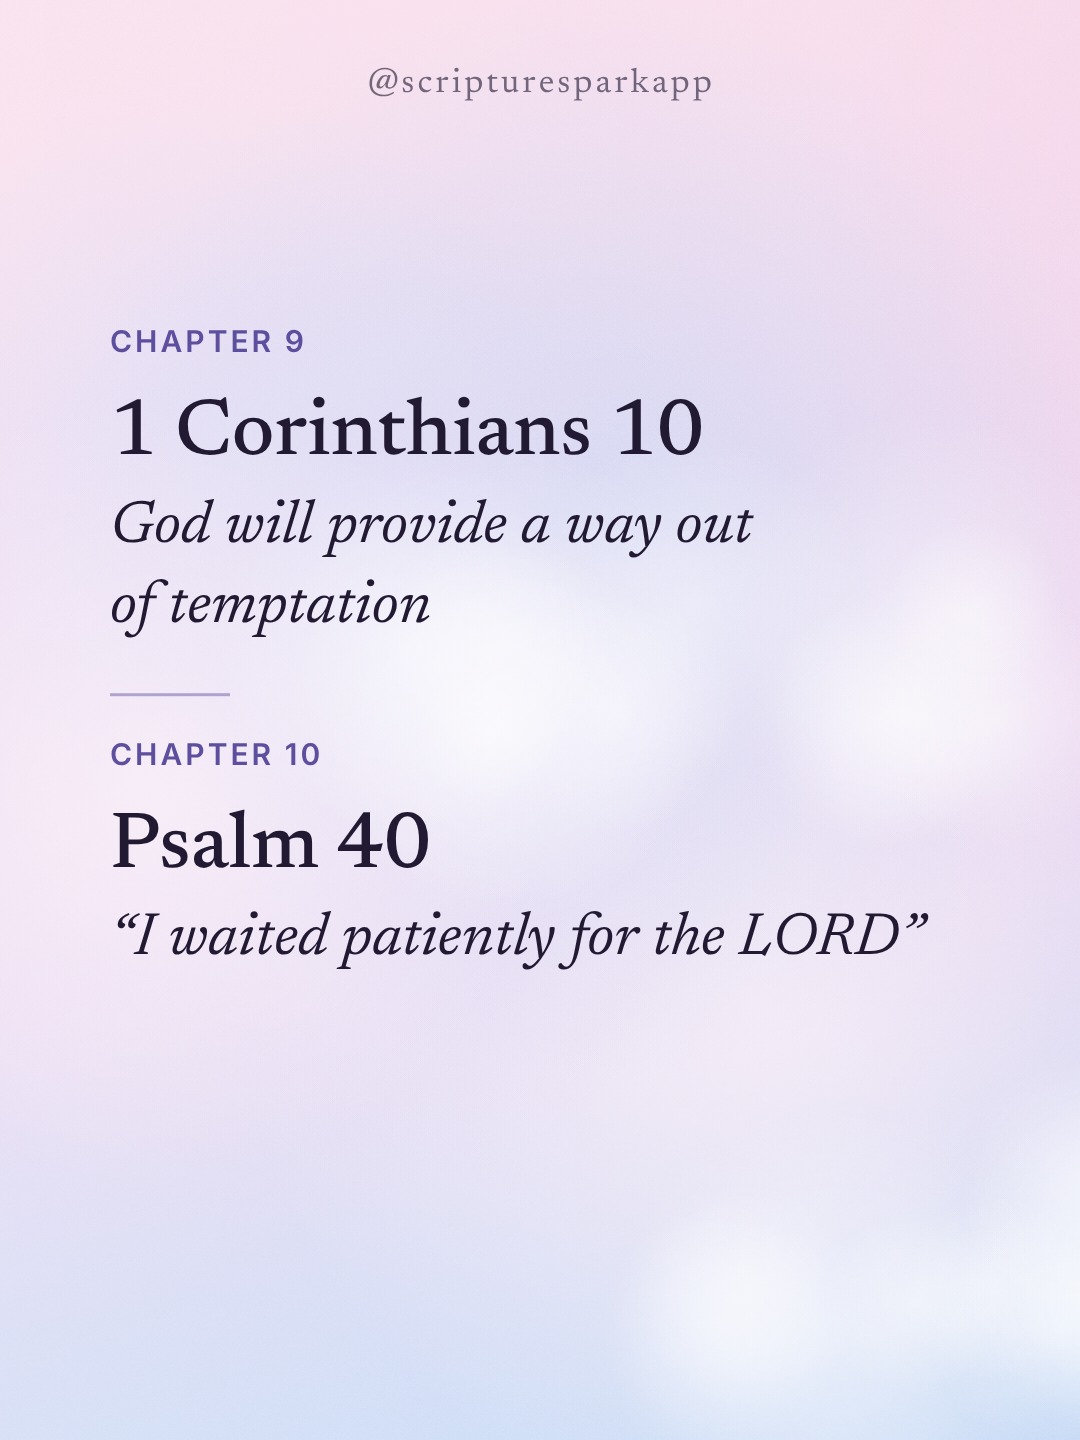 @scripturesparkapp
CHAPTER 9
1 Corinthians 10
God will provide a way out
of temptation
CHAPTER 10
Psalm 40
“I waited patiently for the LORD”